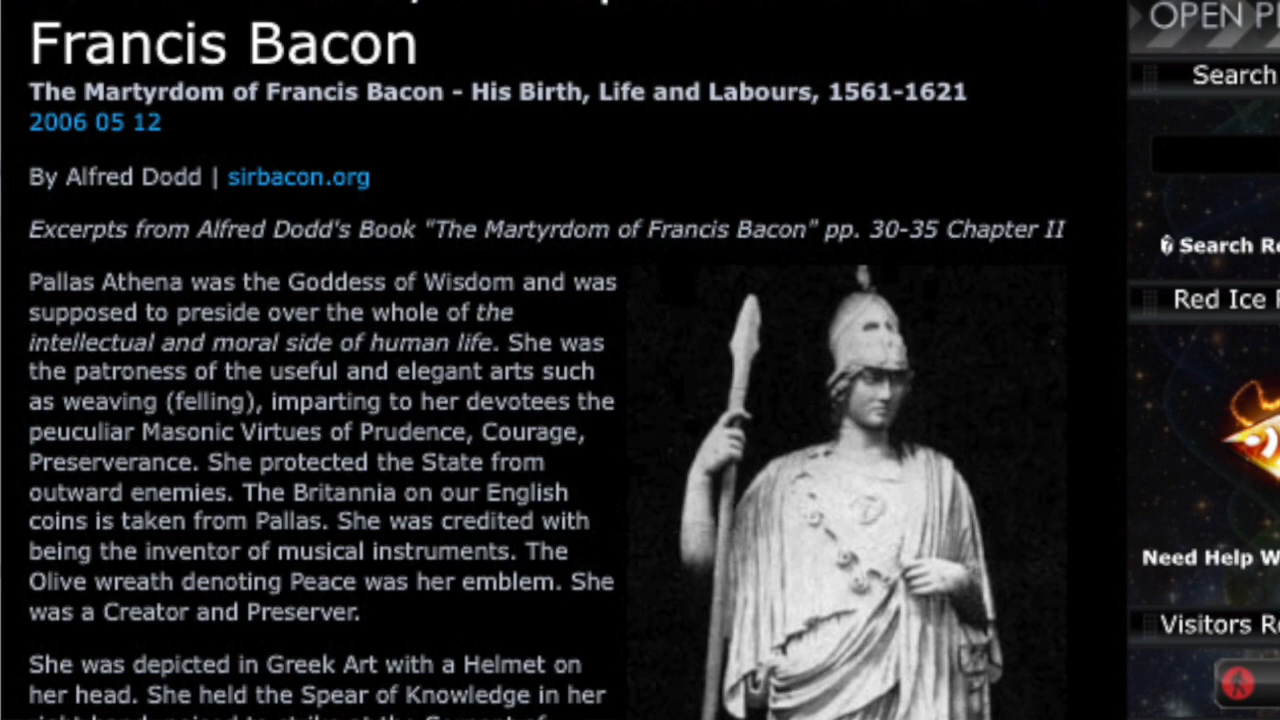 Francis Bacon
The Martyrdom of Francis Bacon - His Birth, Life and Labours, 1561-1621
2006 05 12
By Alfred Dodd | sirbacon.org
Excerpts from Alfred Dodd's Book "The Martyrdom of Francis Bacon" pp. 30-35 Chapter II
Pallas Athena was the Goddess of Wisdom and was
supposed to preside over the whole of the
intellectual and moral side of human life. She was
the patroness of the useful and elegant arts such
as weaving (felling), imparting to her devotees the
peuculiar Masonic Virtues of Prudence, Courage,
Preserverance. She protected the State from
outward enemies. The Britannia on our English
coins is taken from Pallas. She was credited with
being the inventor of musical instruments. The
Olive wreath denoting Peace was her emblem. She
was a Creator and Preserver.
She was depicted in Greek Art with a Helmet on
her head. She held the Spear of Knowledge in her
OPEN
Search
Search
Red Ice
Need Help
Visitors